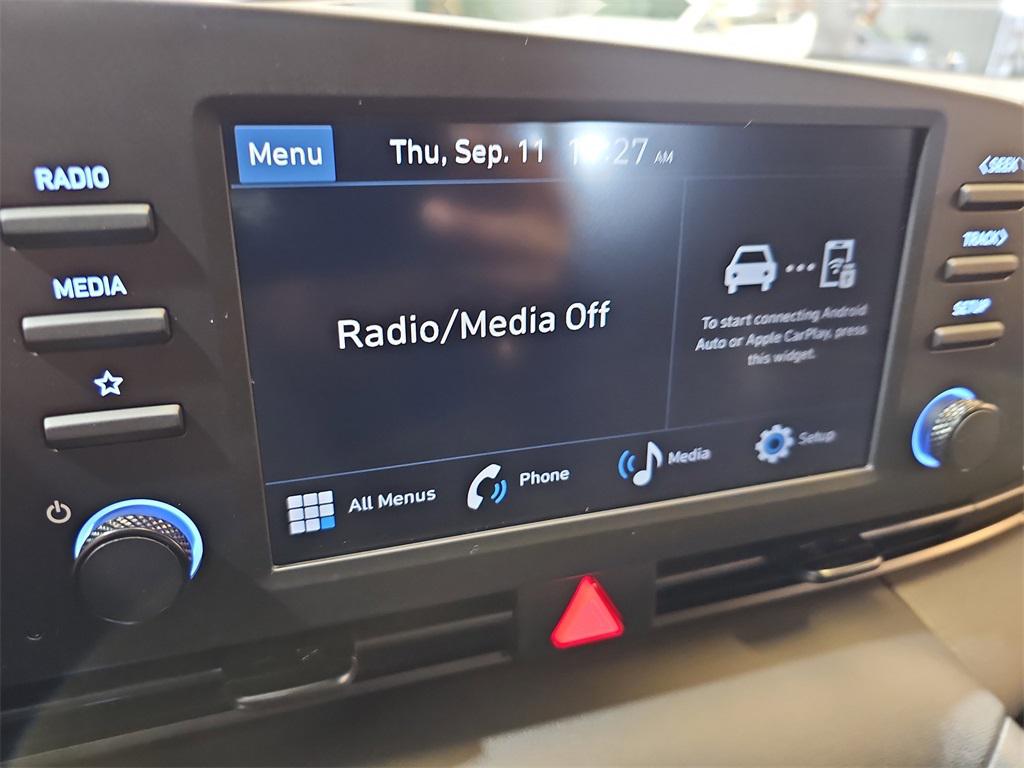 RADIO
MEDIA
Menu
Thu, Sep. 11
AM
Radio/Media Off
To start connecting Android
Auto or Apple CarPlay, press
this widget.
All Menus
Phone
Media
Setup
SEEK
TRACK
SETUP